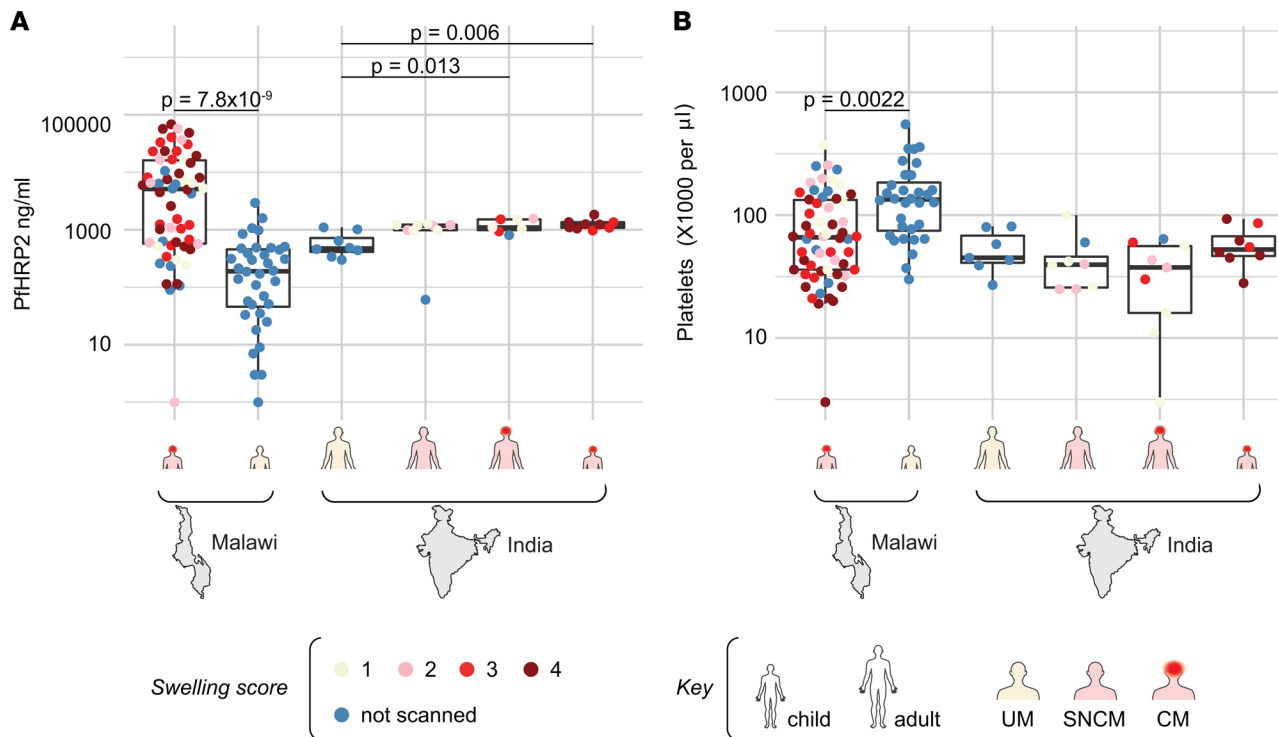 A
p = 0.006
p = 0.013
p = 7.8x10-9
100000
1000
10
PfHRP2 ng/ml
Malawi
India
B
1000
p = 0.0022
100
10
Platelets (X1000 per µl)
Malawi
India
Swelling score
1 2 3 4
not scanned
Key
child adult
UM SNCM CM